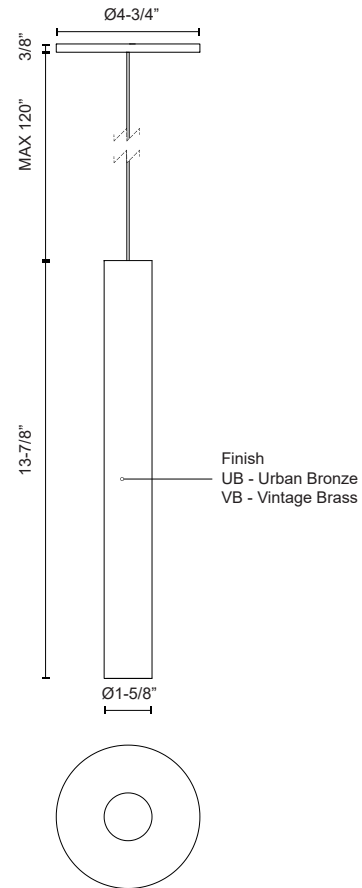 Ø4-3/4”
3/8”
MAX 120”
13-7/8”
Finish
UB - Urban Bronze
VB - Vintage Brass
Ø1-5/8”